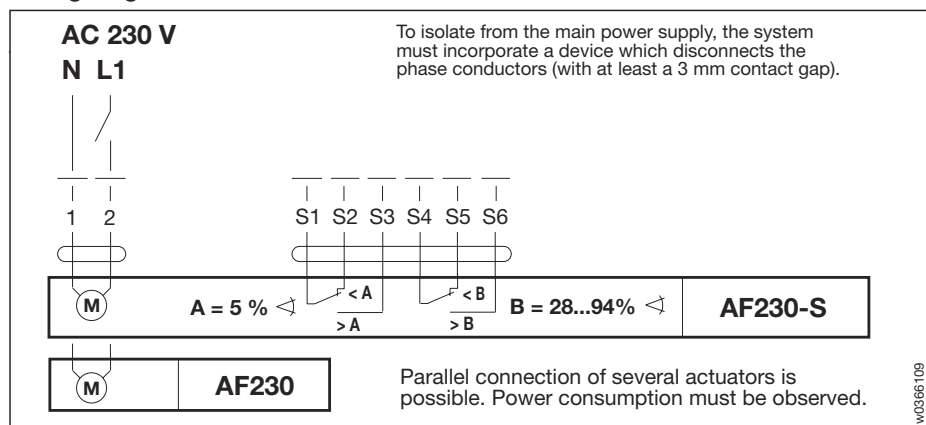 AC 230 V
N L1
To isolate from the main power supply, the system
must incorporate a device which disconnects the
phase conductors (with at least a 3 mm contact gap).
1 2 S1 S2 S3 S4 S5 S6
M
A = 5 %
< A
> A
< B
> B
B = 28...94%
AF230-S
M
AF230
Parallel connection of several actuators is
possible. Power consumption must be observed.
w0366109